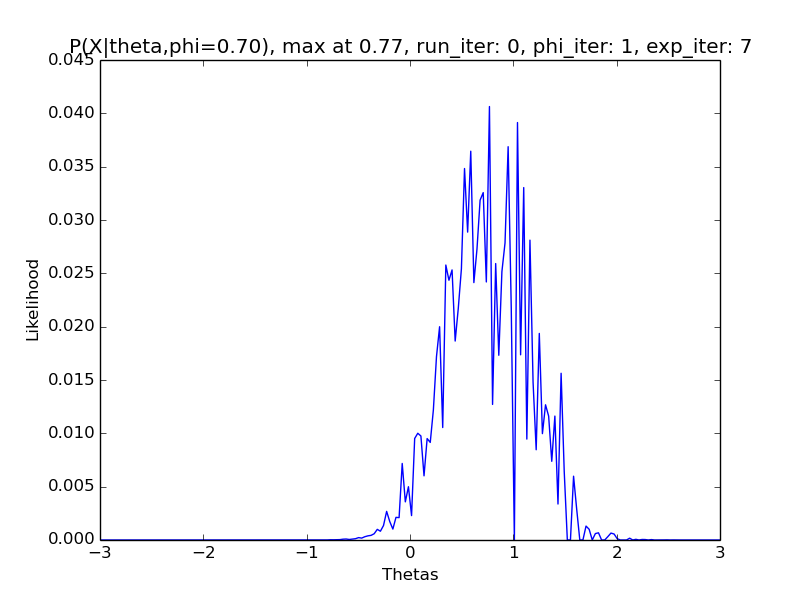 P(X|theta,phi=0.70), max at 0.77, run_iter: 0, phi_iter: 1, exp_iter: 7
0.045
0.040
0.035
0.030
0.025
0.020
0.015
0.010
0.005
0.000
Likelihood
−3 −2 −1 0 1 2 3
Thetas